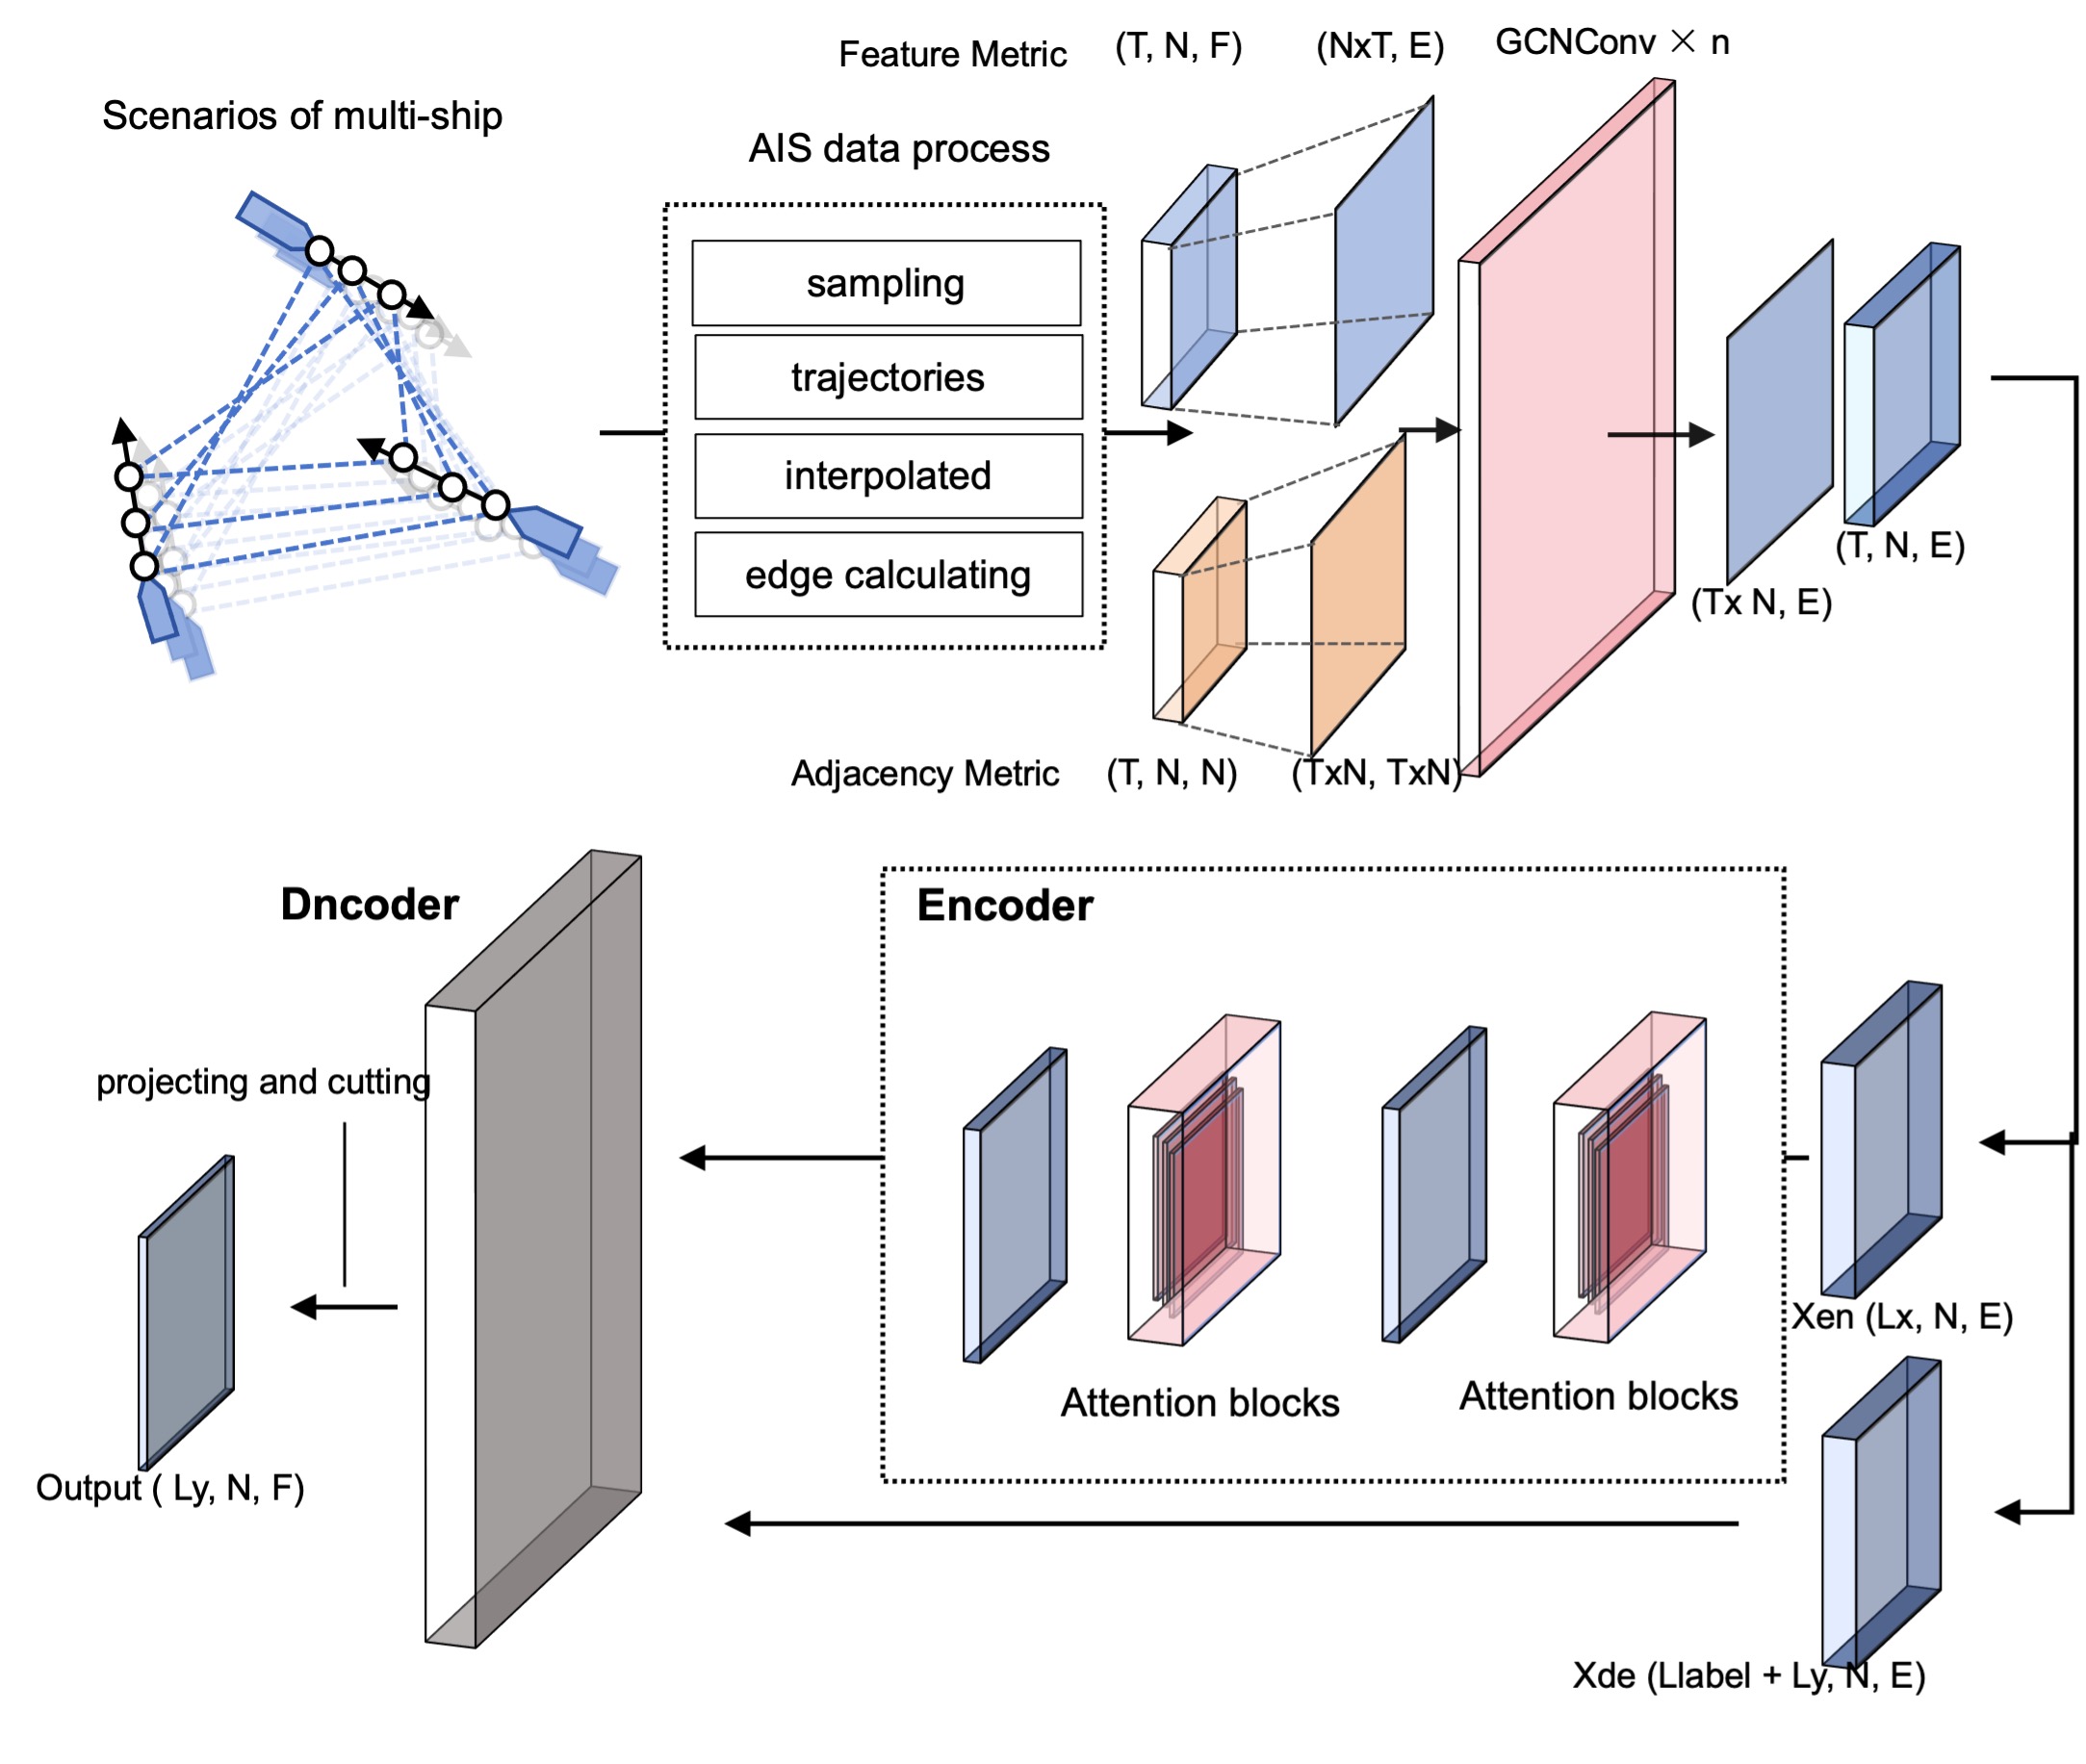 Feature Metric
(T, N, F)
(NxT, E)
GCNConv × n
Scenarios of multi-ship
AIS data process
sampling
trajectories
interpolated
edge calculating
(T, N, E)
(Tx N, E)
Adjacency Metric
(T, N, N)
(TxN, TxN)
Dncoder
Encoder
projecting and cutting
Xen (Lx, N, E)
Attention blocks
Attention blocks
Output ( Ly, N, F)
Xde (Llabel + Ly, N, E)